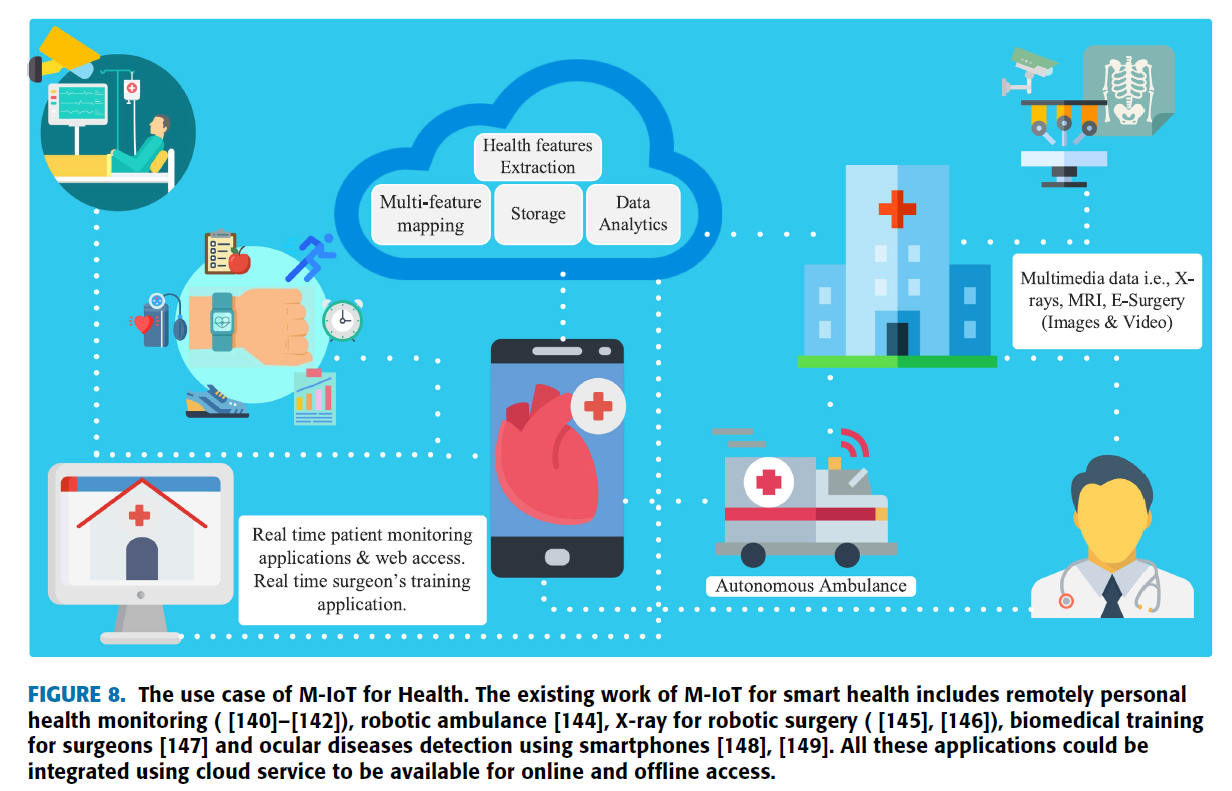 Health features
Extraction
Multi-feature
mapping
Storage
Data
Analytics
Multimedia data i.e., X-
rays, MRI, E-Surgery
(Images & Video)
Real time patient monitoring
applications & web access.
Real time surgeon’s training
application.
Autonomous Ambulance
FIGURE 8. The use case of M-IoT for Health. The existing work of M-IoT for smart health includes remotely personal
health monitoring ( [140]–[142]), robotic ambulance [144], X-ray for robotic surgery ( [145], [146]), biomedical training
for surgeons [147] and ocular diseases detection using smartphones [148], [149]. All these applications could be
integrated using cloud service to be available for online and offline access.